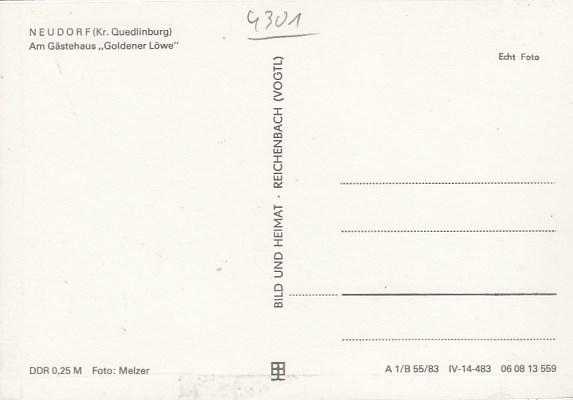 4301
NEUDORF (Kr. Quedlinburg)
Am Gästehaus „Goldener Löwe"
Echt Foto
BILD UND HEIMAT · REICHENBACH (VOGTL)
DDR 0,25 M Foto: Melzer
A 1/B 55/83 IV-14-483 06 08 13 559